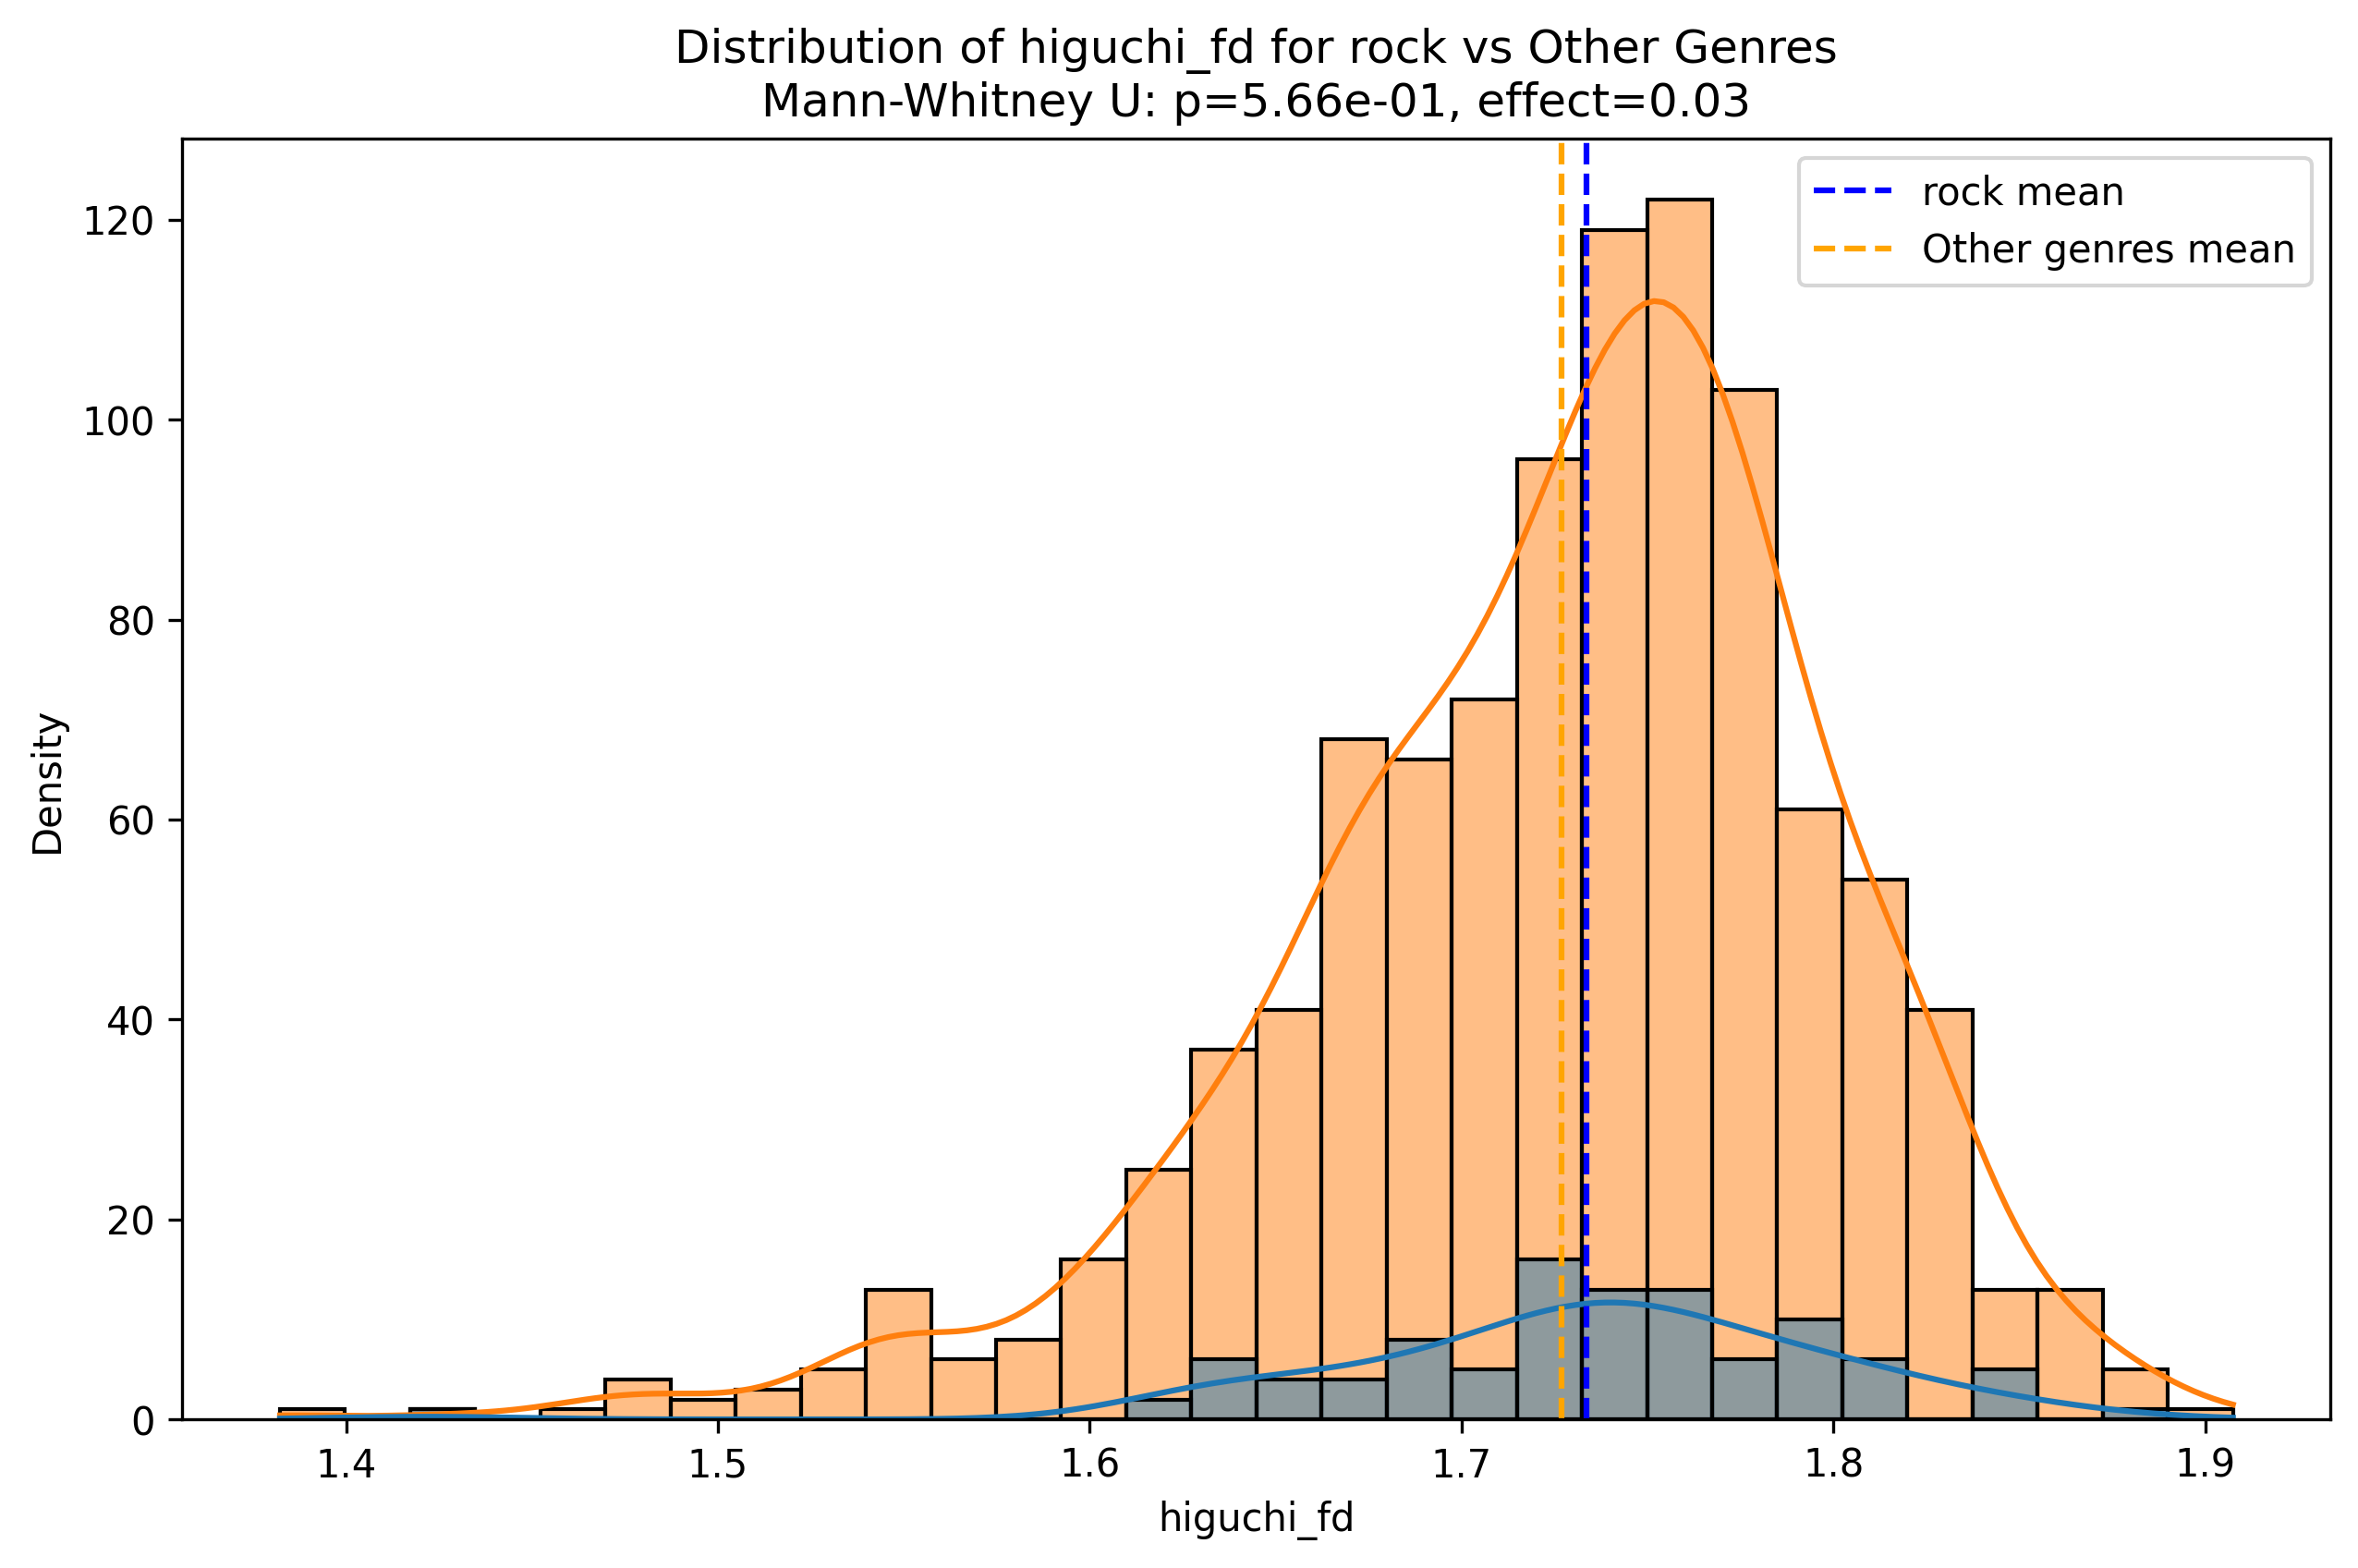 Distribution of higuchi_fd for rock vs Other Genres
Mann-Whitney U: p=5.66e-01, effect=0.03
rock mean
Other genres mean
120
100
80
60
40
20
0
Density
1.4 1.5 1.6 1.7 1.8 1.9
higuchi_fd